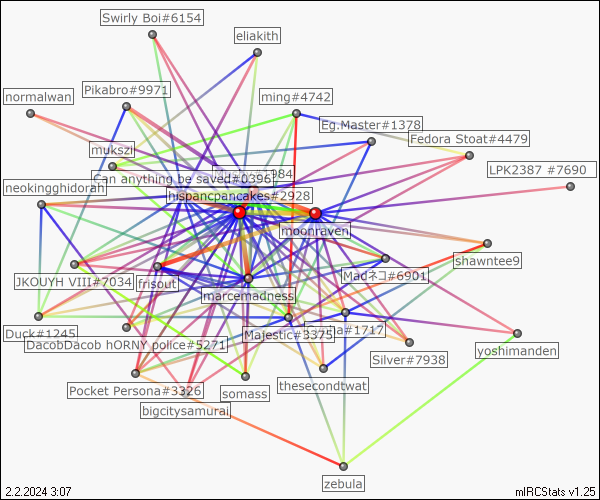 Swirly Boi#6154
eliakith
Pikabro#9971
normalwan
ming#4742
Eg.Master#1378
Fedora Stoat#4479
mukszi
LPK2387 #7690
984
Can anything be saved#0396
neokingghidorah
hispancpancakes#2928
moonraven
shawntee9
Madネコ#6901
JKOUYH VIII#7034
frisout
marcemadness
Duck#1245
Majestic#3375
#1717
DacobDacob hORNY police#5271
yoshimanden
Silver#7938
Pocket Persona#3326
somass
thesecondtwat
bigcitysamurai
zebula
2.2.2024 3:07
mIRCStats v1.25